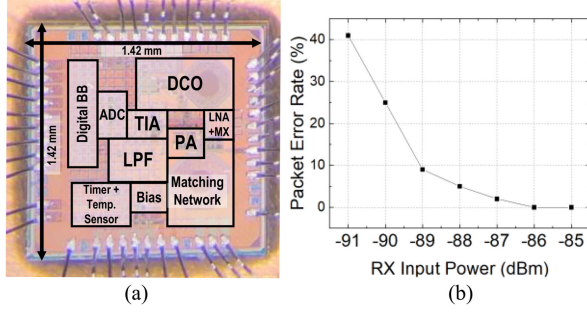 1.42 mm
1.42 mm
DCO
Digital BB
ADC
TIA
LNA
+MX
PA
LPF
Matching
Network
Timer +
Temp.
Sensor
Bias
(a)
Packet Error Rate (%)
40
30
20
10
0
-91 -90 -89 -88 -87 -86 -85
RX Input Power (dBm)
(b)